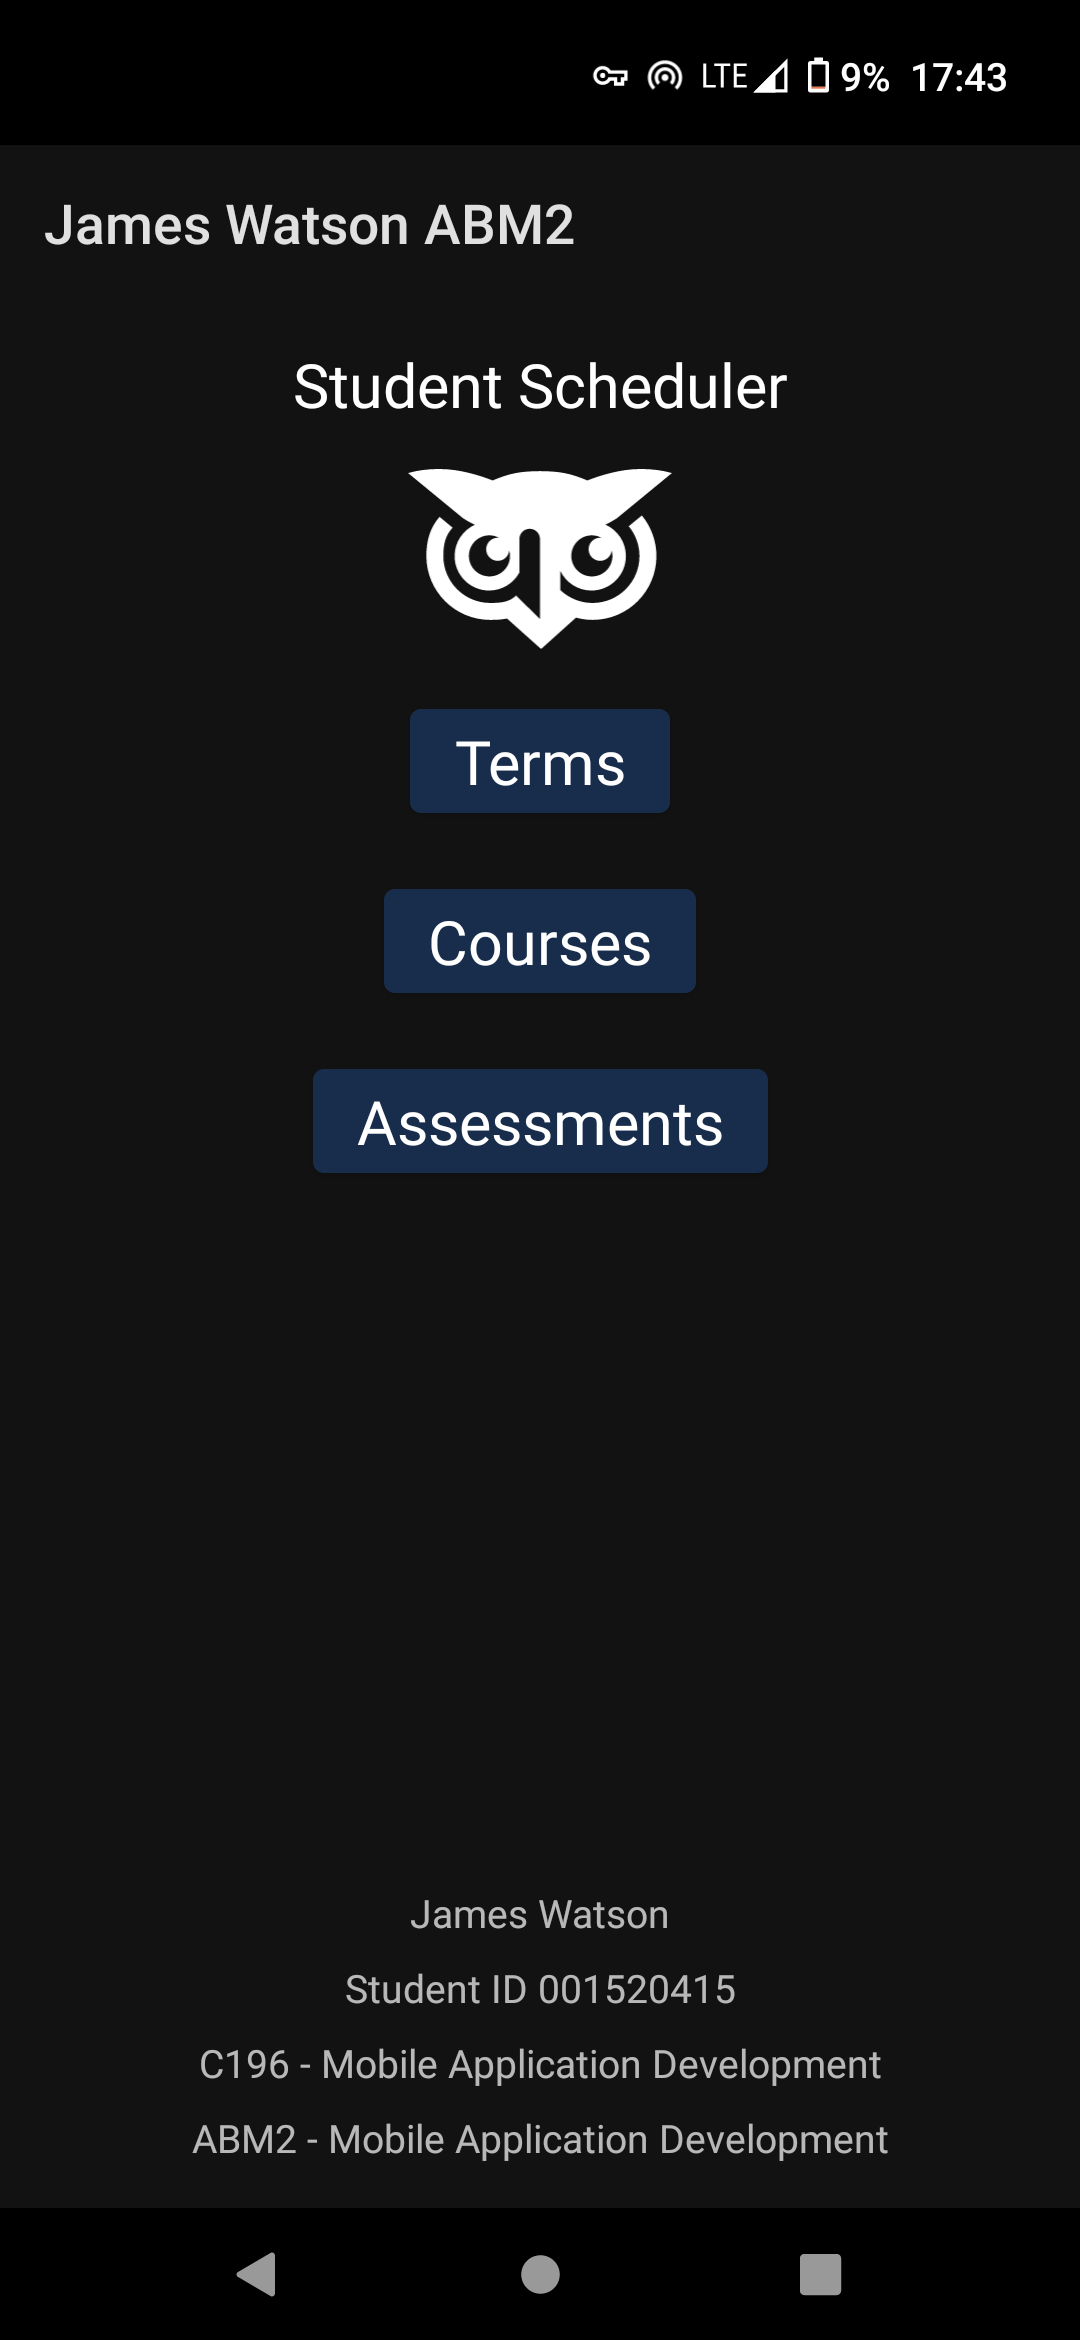 LTE 9% 17:43
James Watson ABM2
Student Scheduler
Terms
Courses
Assessments
James Watson
Student ID 001520415
C196 - Mobile Application Development
ABM2 - Mobile Application Development